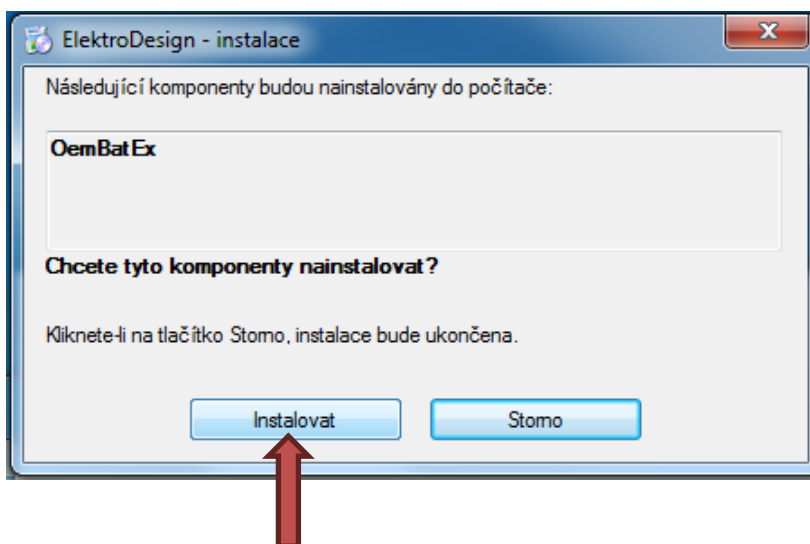 ElektroDesign - instalace
Následující komponenty budou nainstalovány do počítače:
OemBatEx
Chcete tyto komponenty nainstalovat?
Kliknete-li na tlačítko Storno, instalace bude ukončena.
Instalovat
Storno